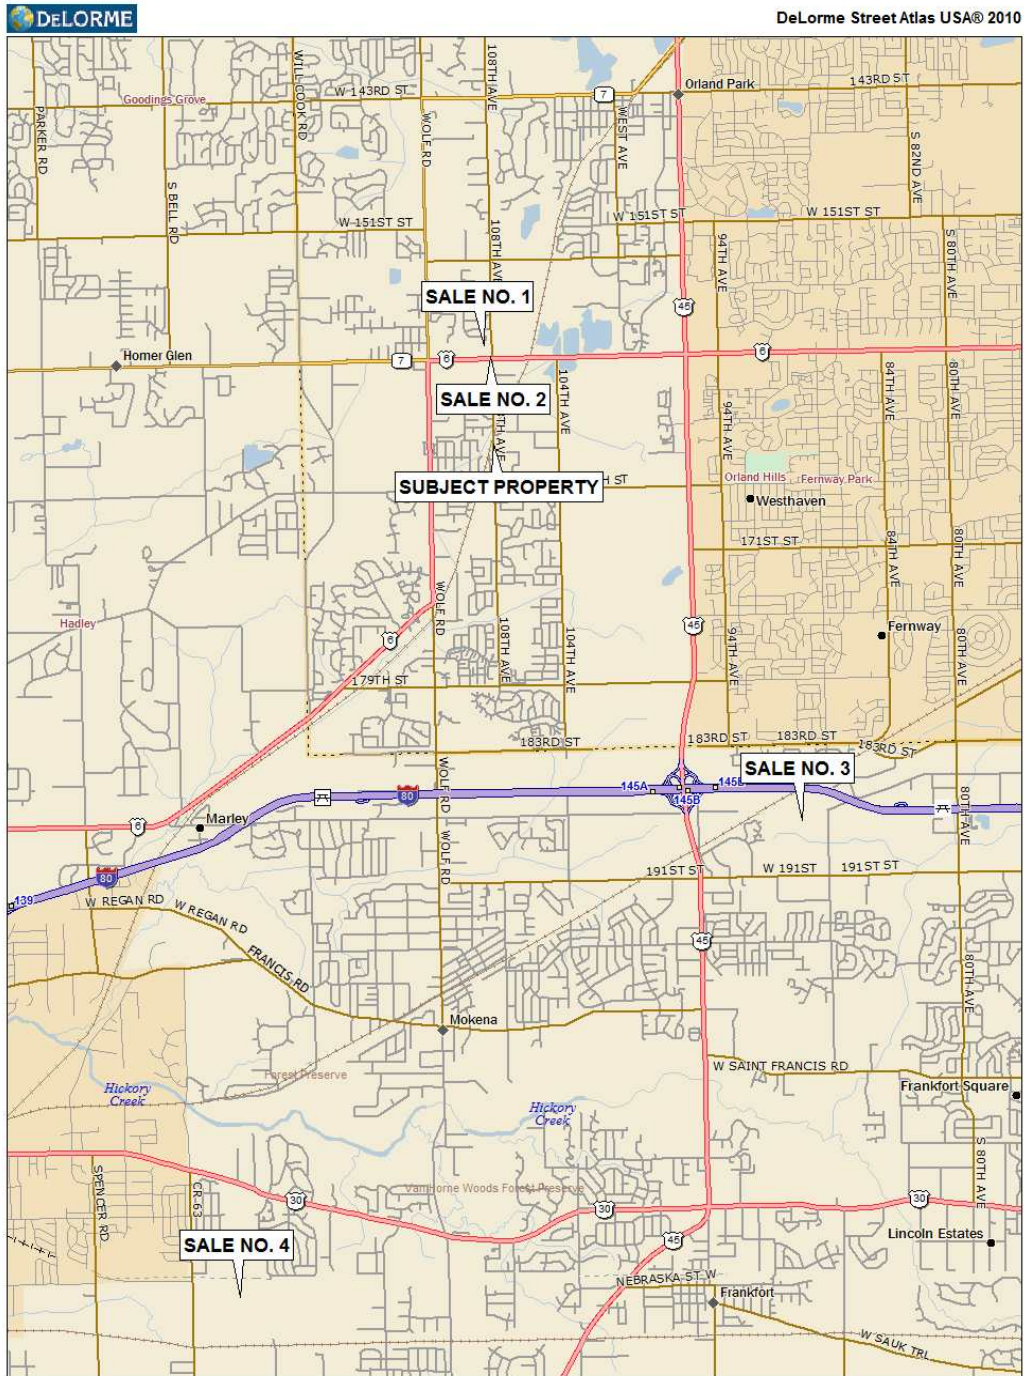 DELORME
DeLorme Street Atlas USA® 2010
108TH AVE
WILL COOK RD
W 143RD ST
143RD ST
Orland Park
7
Goodings Grove
PARKER RD
WOLF RD
WEST AVE
S 82ND AVE
S BELL RD
W 151ST ST
W 151ST ST
W 151ST ST
108TH AVE
94TH AVE
S 80TH AVE
SALE NO. 1
45
Homer Glen
7
6
6
SALE NO. 2
104TH AVE
94TH AVE
84TH AVE
80TH AVE
SUBJECT PROPERTY
H ST
Orland Hills
Fernway Park
Westhaven
171ST ST
84TH AVE
80TH AVE
WOLF RD
Hadley
6
45
Fernway
108TH AVE
104TH AVE
94TH AVE
80TH AVE
179TH ST
183RD ST
183RD ST
183RD ST
183RD ST
WOLF RD
SALE NO. 3
145A
145B
80
80TH AVE
6
Marley
WOLF RD
80
191ST ST
W 191ST
191ST ST
139
W REGAN RD
W REGAN RD
FRANCIS RD
45
80TH AVE
Mokena
W SAINT FRANCIS RD
Forest Preserve
Frankfort Square
Hickory
Creek
Hickory
Creek
S 80TH AVE
SPENCER RD
CR-63
30
VanHorne Woods Forest Preserve
30
30
SALE NO. 4
45
Lincoln Estates
NEBRASKA ST W
Frankfort
W SAUK TRL